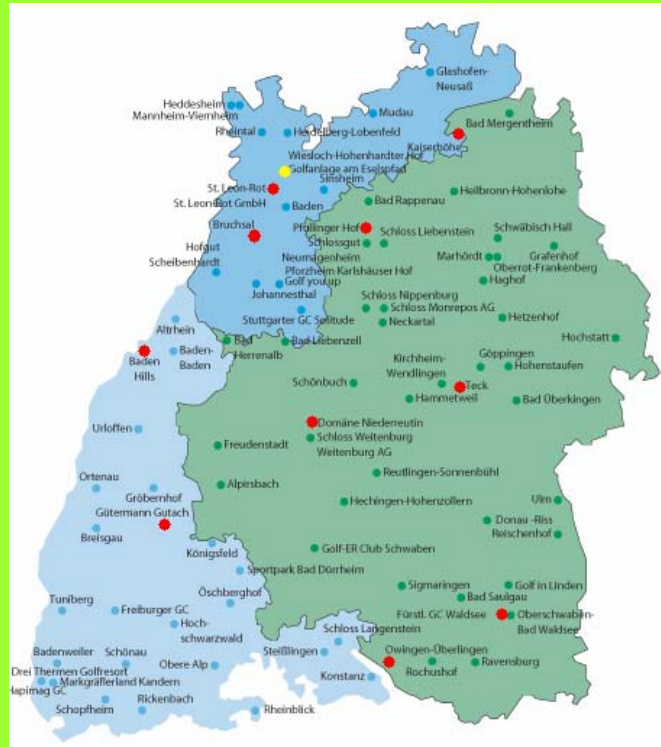 Glashofen-
Neusaß
Heddesheim
Mannheim-Viernheim
Mudau
Bad Mergentheim
Rheintal
Heidelberg-Lobenfeld
Kaiserhöhe
Wiesloch-Hohenhardter Hof
Golfanlage am Eselspfad
Sinsheim
St. Leon-Rot
St. Leon-Rot GmbH
Baden
Bad Rappenau
Heilbronn-Hohenlohe
Bruchsal
Pfullinger Hof
Schloss Liebenstein
Schlossgut
Neumagenheim
Schwäbisch Hall
Marhördt
Grafenhof
Oberrot-Frankenberg
Haghof
Hofgut
Scheibenhardt
Pforzheim Karlshäuser Hof
Golf you up
Johannesthal
Schloss Nippenburg
Schloss Monrepos AG
Neckartal
Hetzenhof
Stuttgarter GC Solitude
Altrhein
Baden-
Baden
Baden
Hills
Bad
Herrenalb
Bad Liebenzell
Hochstatt
Kirchheim-
Wendlingen
Göppingen
Hohenstaufen
Schönbuch
Teck
Hammetweil
Bad Überkingen
Urloffen
Domäne Niederreutin
Schloss Weitenburg
Weitenburg AG
Freudenstadt
Ortenau
Gröbernhof
Alpirsbach
Reutlingen-Sonnenbühl
Gütermann Gutach
Hechingen-Hohenzollern
Ulm
Breisgau
Donau -Riss
Reischenhof
Königsfeld
Golf-ER Club Schwaben
Sportpark Bad Dürrheim
Öschberghof
Sigmaringen
Golf in Linden
Bad Saulgau
Tuniberg
Freiburger GC
Hoch-
schwarzwald
Fürstl. GC Waldsee
Oberschwaben-
Bad Waldsee
Schloss Langenstein
Steißlingen
Owingen-Überlingen
Rochushof
Ravensburg
Badenweiler
Schönau
Obere Alp
Konstanz
Drei Thermen Golfresort
Markgräflerland Kandern
Hapimag GC
Schopfheim
Rickenbach
Rheinblick